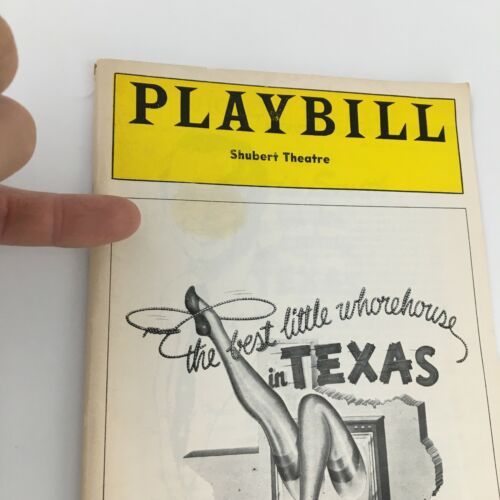 PLAYBILL
Shubert Theatre
the best little whorehouse
in TEXAS